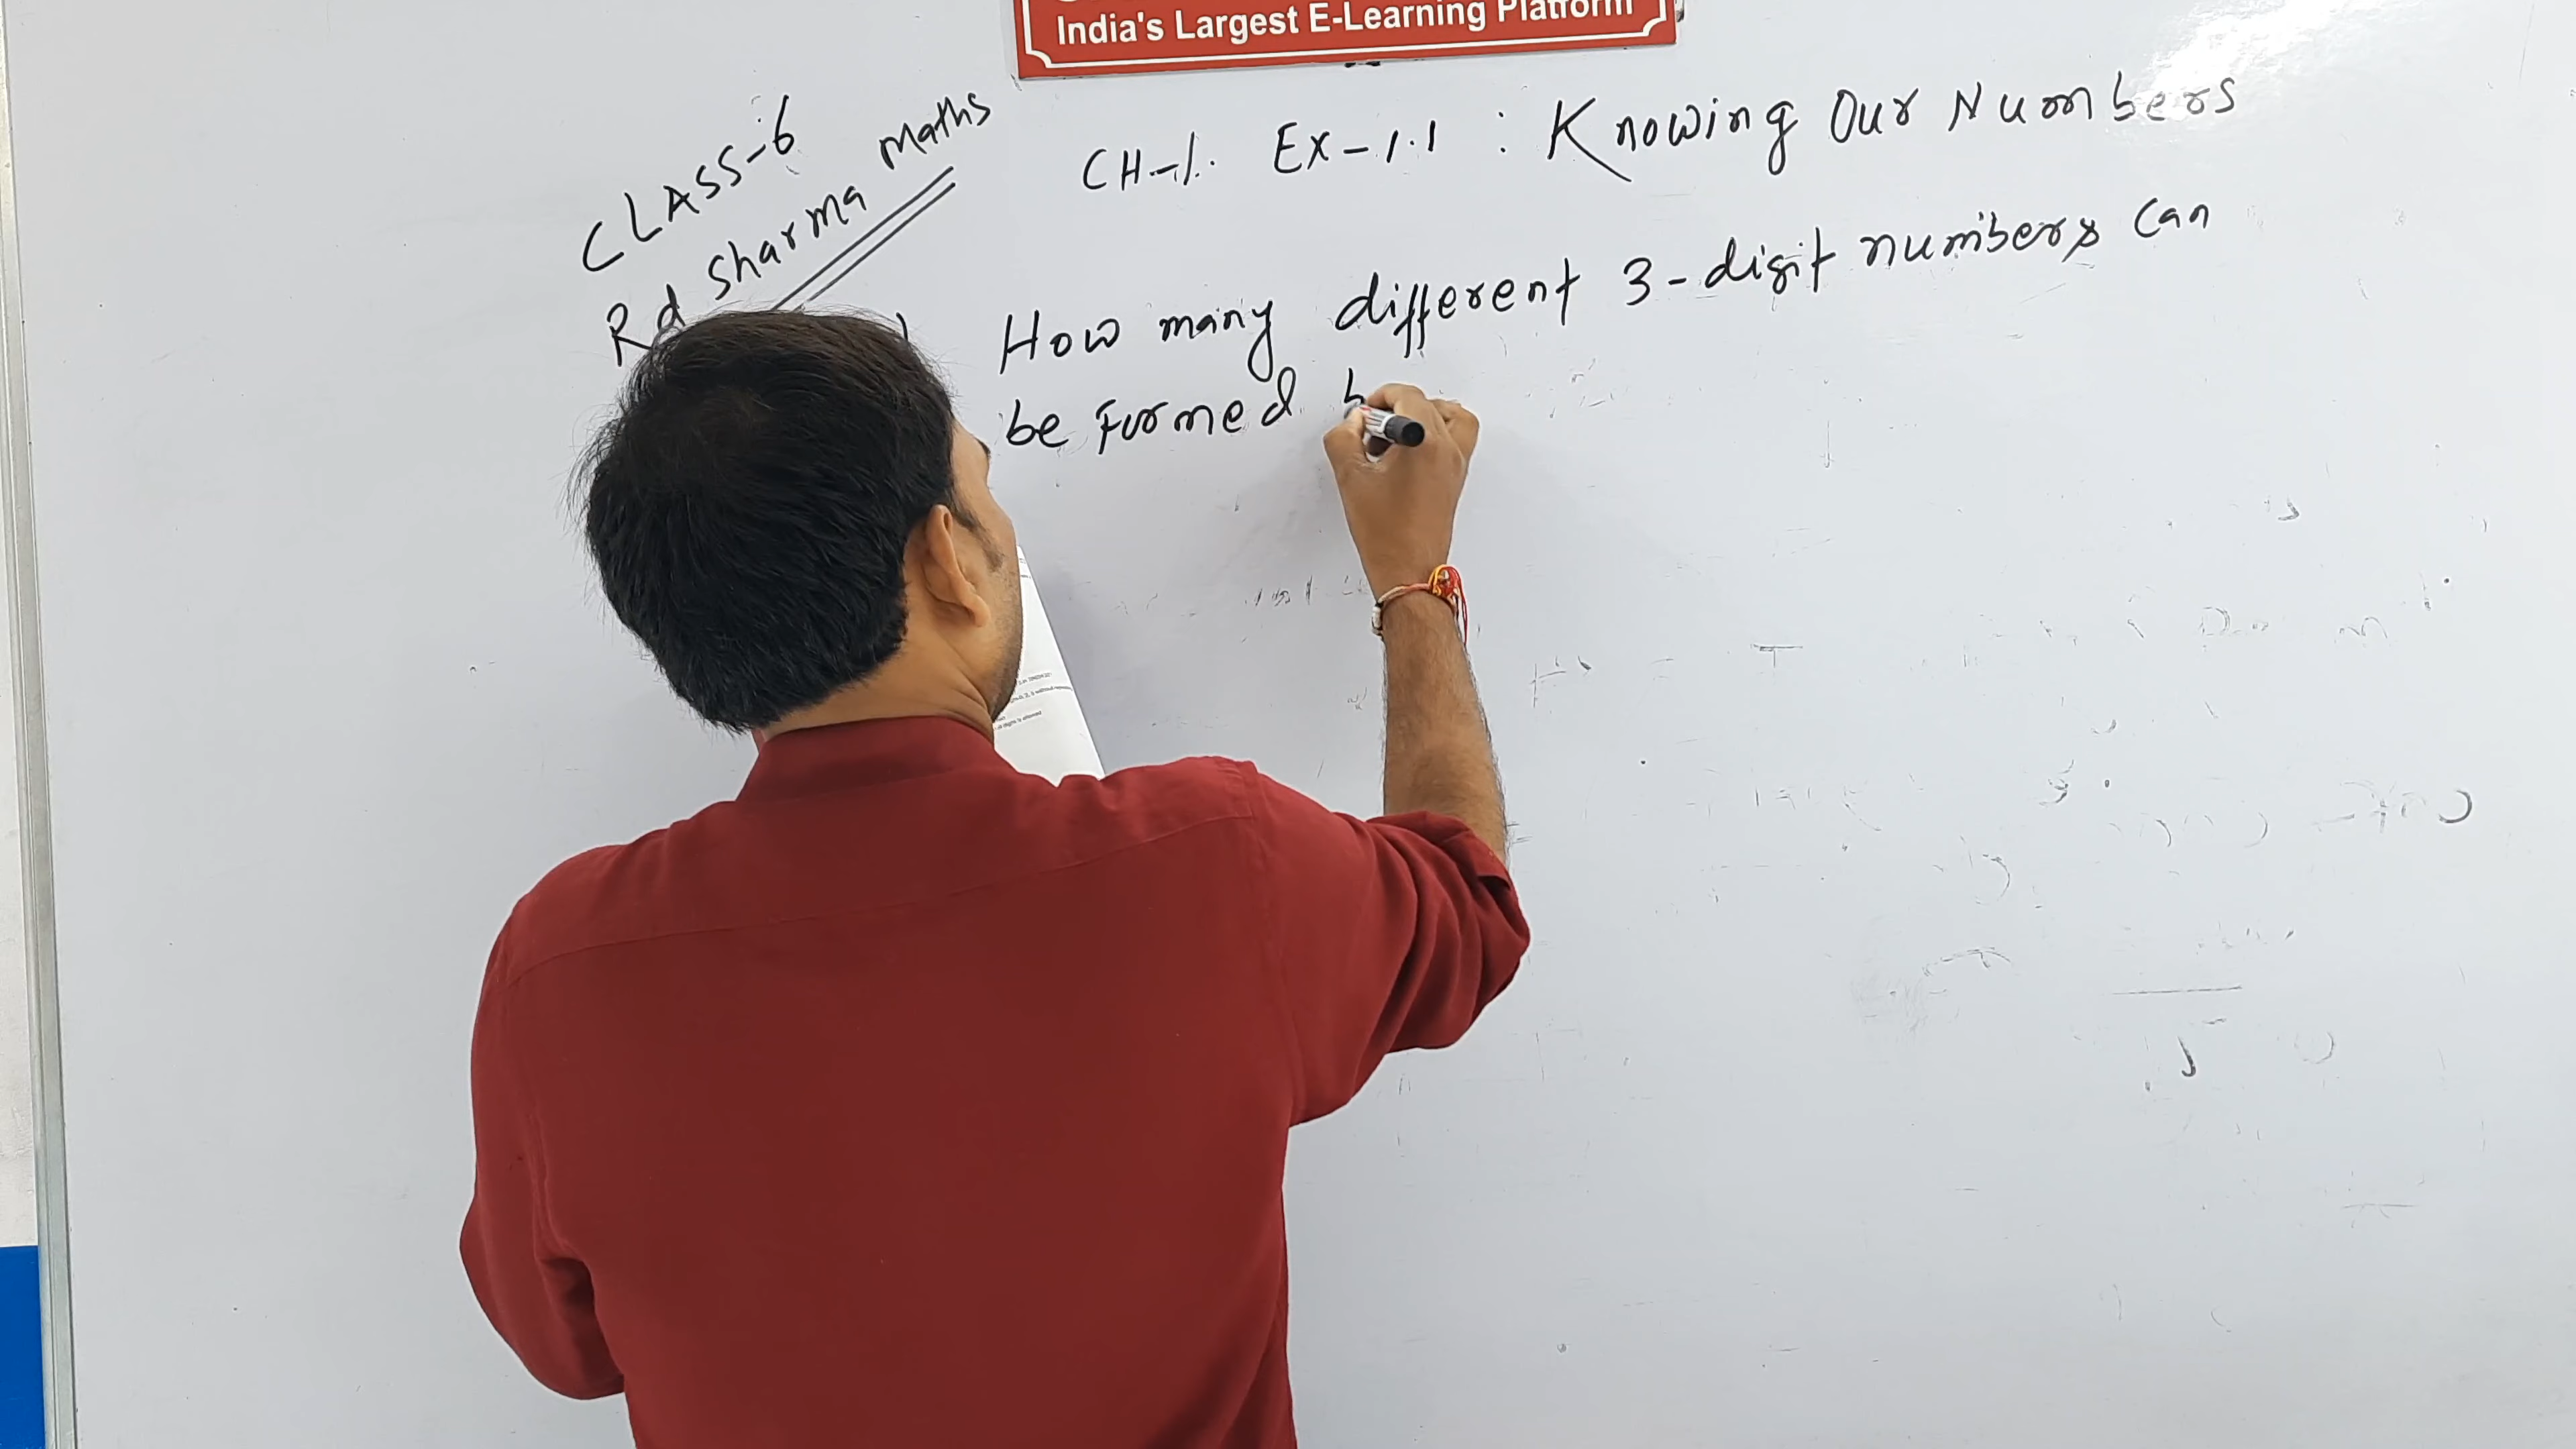 India's Largest E-Learning Platform
CLASS-6
Rd Sharma Maths
CH-1. Ex-1.1 : Knowing Our Numbers
How many different 3-digit numbers can
be Formed b